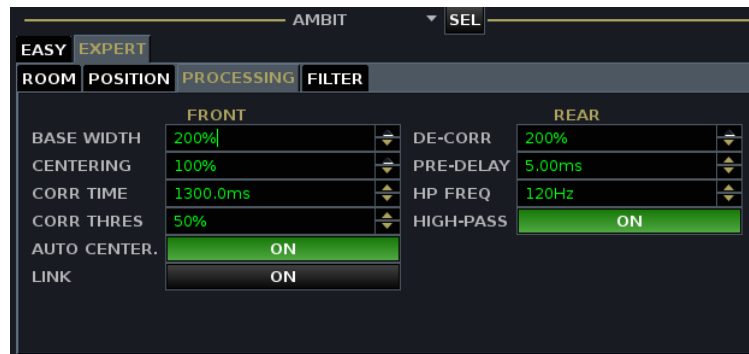 AMBIT SEL
EASY EXPERT
ROOM POSITION PROCESSING FILTER
FRONT REAR
BASE WIDTH 200% DE-CORR 200%
CENTERING 100% PRE-DELAY 5.00ms
CORR TIME 1300.0ms HP FREQ 120Hz
CORR THRES 50% HIGH-PASS ON
AUTO CENTER. ON
LINK ON